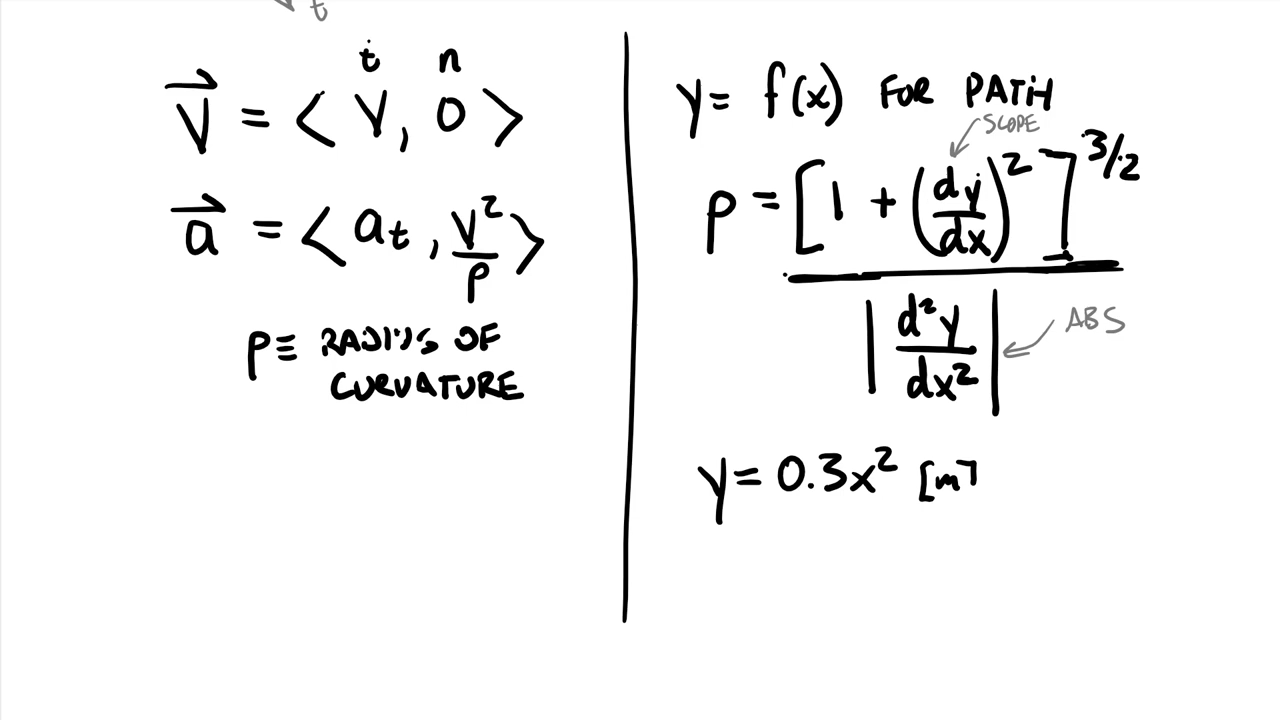 t
t n
V = < V, 0 >
a = < at , V² / ρ >
ρ ≡ RADIUS OF
CURVATURE
y = f(x) FOR PATH
SCOPE
ρ = [1 + (dy/dx)²]^3/2
|d²y/dx²|
ABS
y = 0.3x² [m]